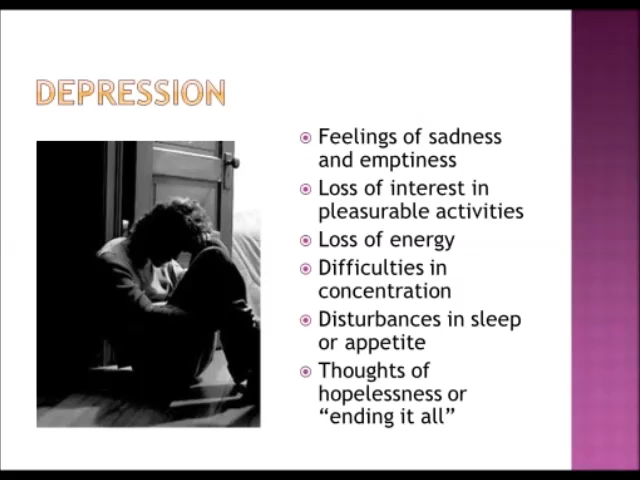 DEPRESSION
Feelings of sadness
and emptiness
Loss of interest in
pleasurable activities
Loss of energy
Difficulties in
concentration
Disturbances in sleep
or appetite
Thoughts of
hopelessness or
“ending it all”